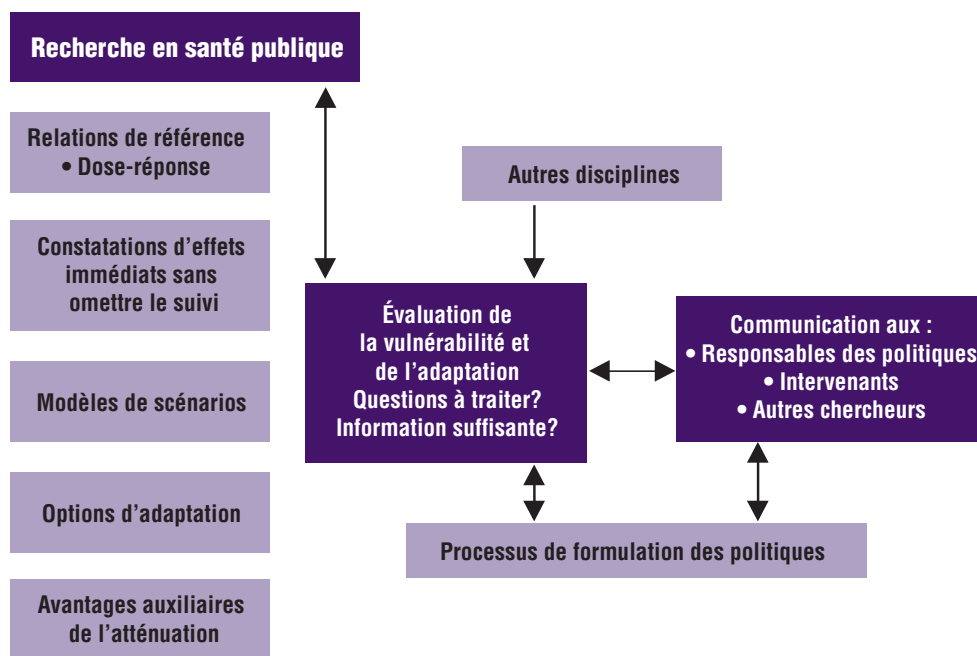 Recherche en santé publique
Relations de référence
• Dose-réponse
Constatations d'effets
immédiats sans
omettre le suivi
Modèles de scénarios
Options d'adaptation
Avantages auxiliaires
de l'atténuation
Autres disciplines
Évaluation de
la vulnérabilité et
de l'adaptation
Questions à traiter?
Information suffisante?
Communication aux :
• Responsables des politiques
• Intervenants
• Autres chercheurs
Processus de formulation des politiques